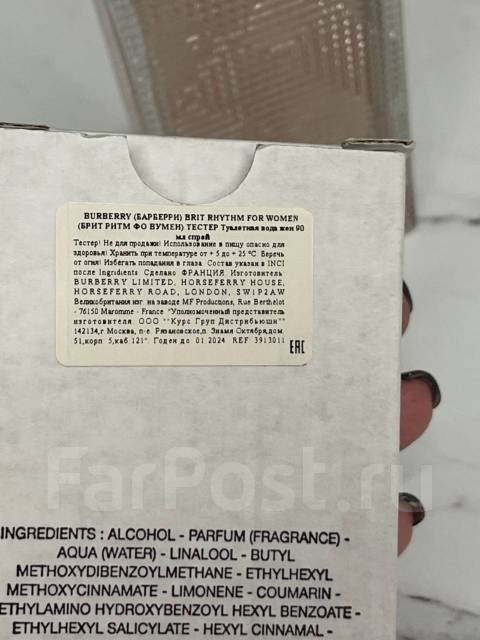 BURBERRY (БАРБЕРРИ) BRIT RHYTHM FOR WOMEN
(БРИТ РИТМ ФО ВУМЕН) ТЕСТЕР Туалетная вода жен 90
мл спрей
Тестер! Не для продажи! Использование в пищу опасно для
здоровья! Хранить при температуре от + 5 до + 25 °C. Беречь
от огня! Избегать попадания в глаза. Состав указан в INCI
после Ingredients. Сделано: ФРАНЦИЯ. Изготовитель:
BURBERRY LIMITED, HORSEFERRY HOUSE,
HORSEFERRY ROAD, LONDON, SW1P2AW
Великобритания изг. на заводе MF Productions, Rue Berthelot
- 76150 Maromme - France "Уполномоченный представитель
изготовителя: ООО ""Курс Груп Дистрибьюшн""
142134,г. Москва, п-е. Рязановское,п. Знамя Октября,дом.
51,корп. 5,каб. 121". Годен до: 01.2024 REF 3913011
EAC
FarPost.ru
INGREDIENTS : ALCOHOL - PARFUM (FRAGRANCE) -
AQUA (WATER) - LINALOOL - BUTYL
METHOXYDIBENZOYLMETHANE - ETHYLHEXYL
METHOXYCINNAMATE - LIMONENE - COUMARIN -
ETHYLAMINO HYDROXYBENZOYL HEXYL BENZOATE -
ETHYLHEXYL SALICYLATE - HEXYL CINNAMAL -